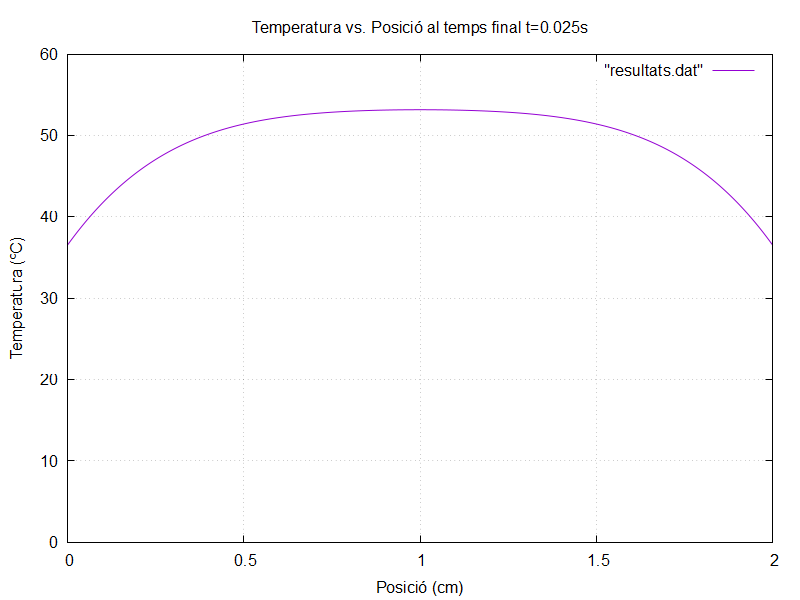 Temperatura vs. Posició al temps final t=0.025s
"resultats.dat"
60
50
40
30
20
10
0
Temperatura (ºC)
0 0.5 1 1.5 2
Posició (cm)